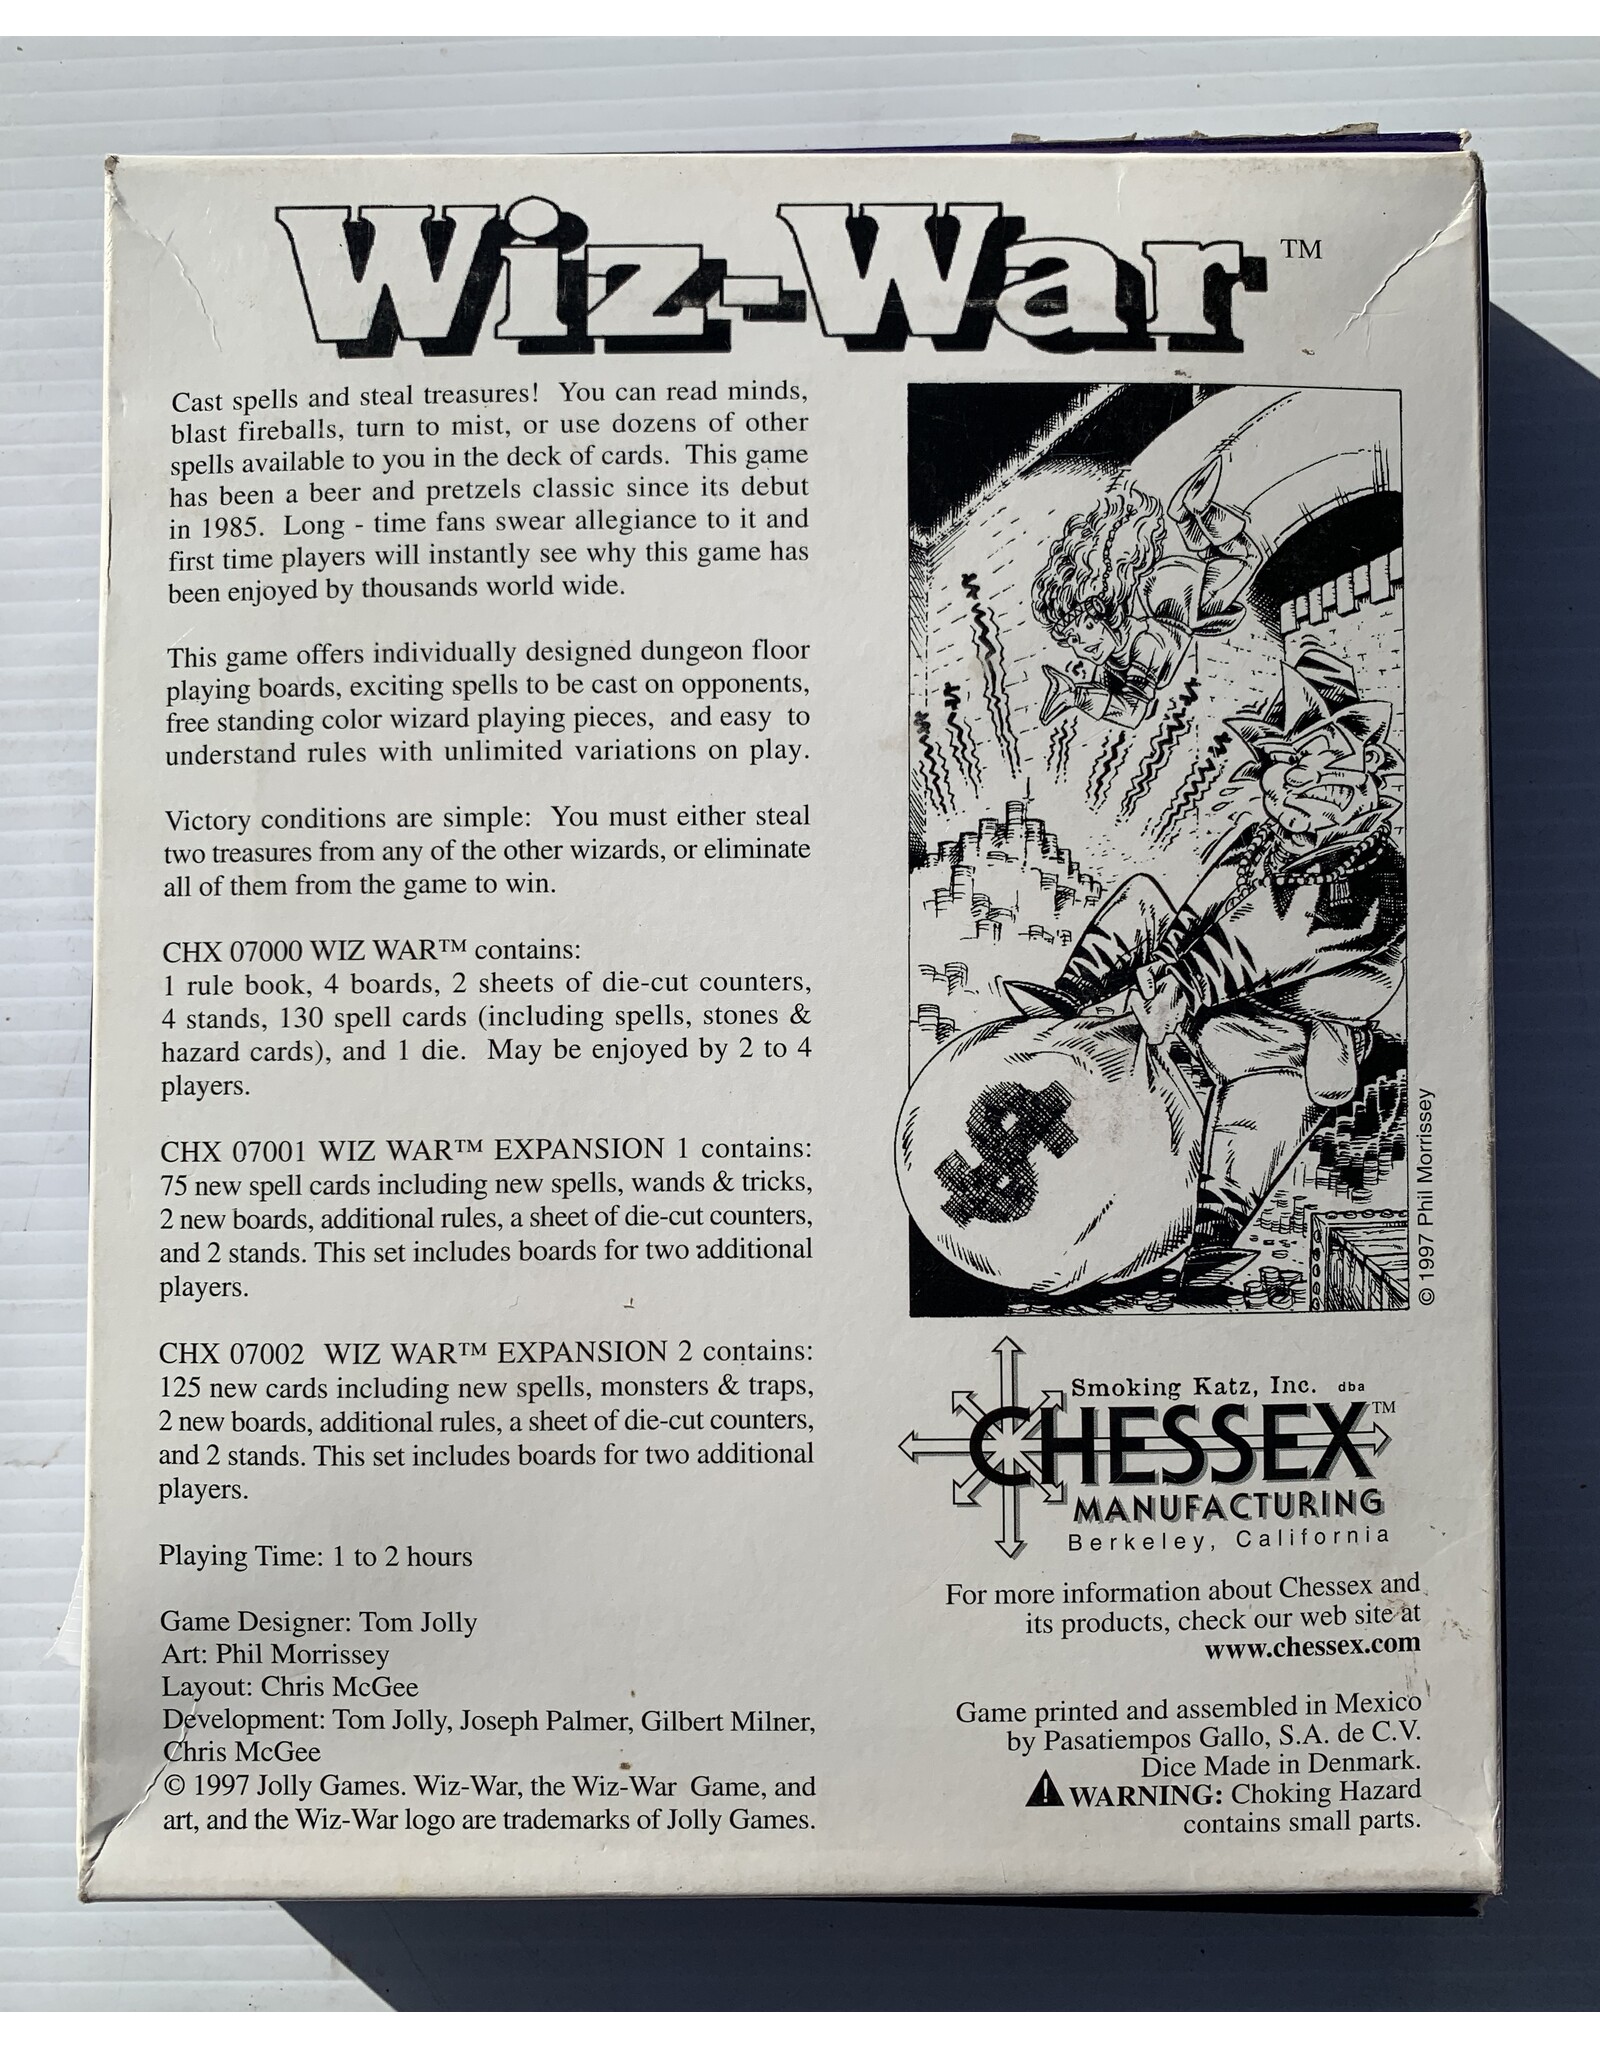 Wiz-War™
Cast spells and steal treasures! You can read minds,
blast fireballs, turn to mist, or use dozens of other
spells available to you in the deck of cards. This game
has been a beer and pretzels classic since its debut
in 1985. Long - time fans swear allegiance to it and
first time players will instantly see why this game has
been enjoyed by thousands world wide.
This game offers individually designed dungeon floor
playing boards, exciting spells to be cast on opponents,
free standing color wizard playing pieces, and easy to
understand rules with unlimited variations on play.
Victory conditions are simple: You must either steal
two treasures from any of the other wizards, or eliminate
all of them from the game to win.
CHX 07000 WIZ WAR™ contains:
1 rule book, 4 boards, 2 sheets of die-cut counters,
4 stands, 130 spell cards (including spells, stones &
hazard cards), and 1 die. May be enjoyed by 2 to 4
players.
CHX 07001 WIZ WAR™ EXPANSION 1 contains:
75 new spell cards including new spells, wands & tricks,
2 new boards, additional rules, a sheet of die-cut counters,
and 2 stands. This set includes boards for two additional
players.
CHX 07002 WIZ WAR™ EXPANSION 2 contains:
125 new cards including new spells, monsters & traps,
2 new boards, additional rules, a sheet of die-cut counters,
and 2 stands. This set includes boards for two additional
players.
Playing Time: 1 to 2 hours
Game Designer: Tom Jolly
Art: Phil Morrissey
Layout: Chris McGee
Development: Tom Jolly, Joseph Palmer, Gilbert Milner,
Chris McGee
© 1997 Jolly Games. Wiz-War, the Wiz-War Game, and
art, and the Wiz-War logo are trademarks of Jolly Games.
© 1997 Phil Morrissey
Smoking Katz, Inc. dba
CHESSEX™
MANUFACTURING
Berkeley, California
For more information about Chessex and
its products, check our web site at
www.chessex.com
Game printed and assembled in Mexico
by Pasatiempos Gallo, S.A. de C.V.
Dice Made in Denmark.
WARNING: Choking Hazard
contains small parts.